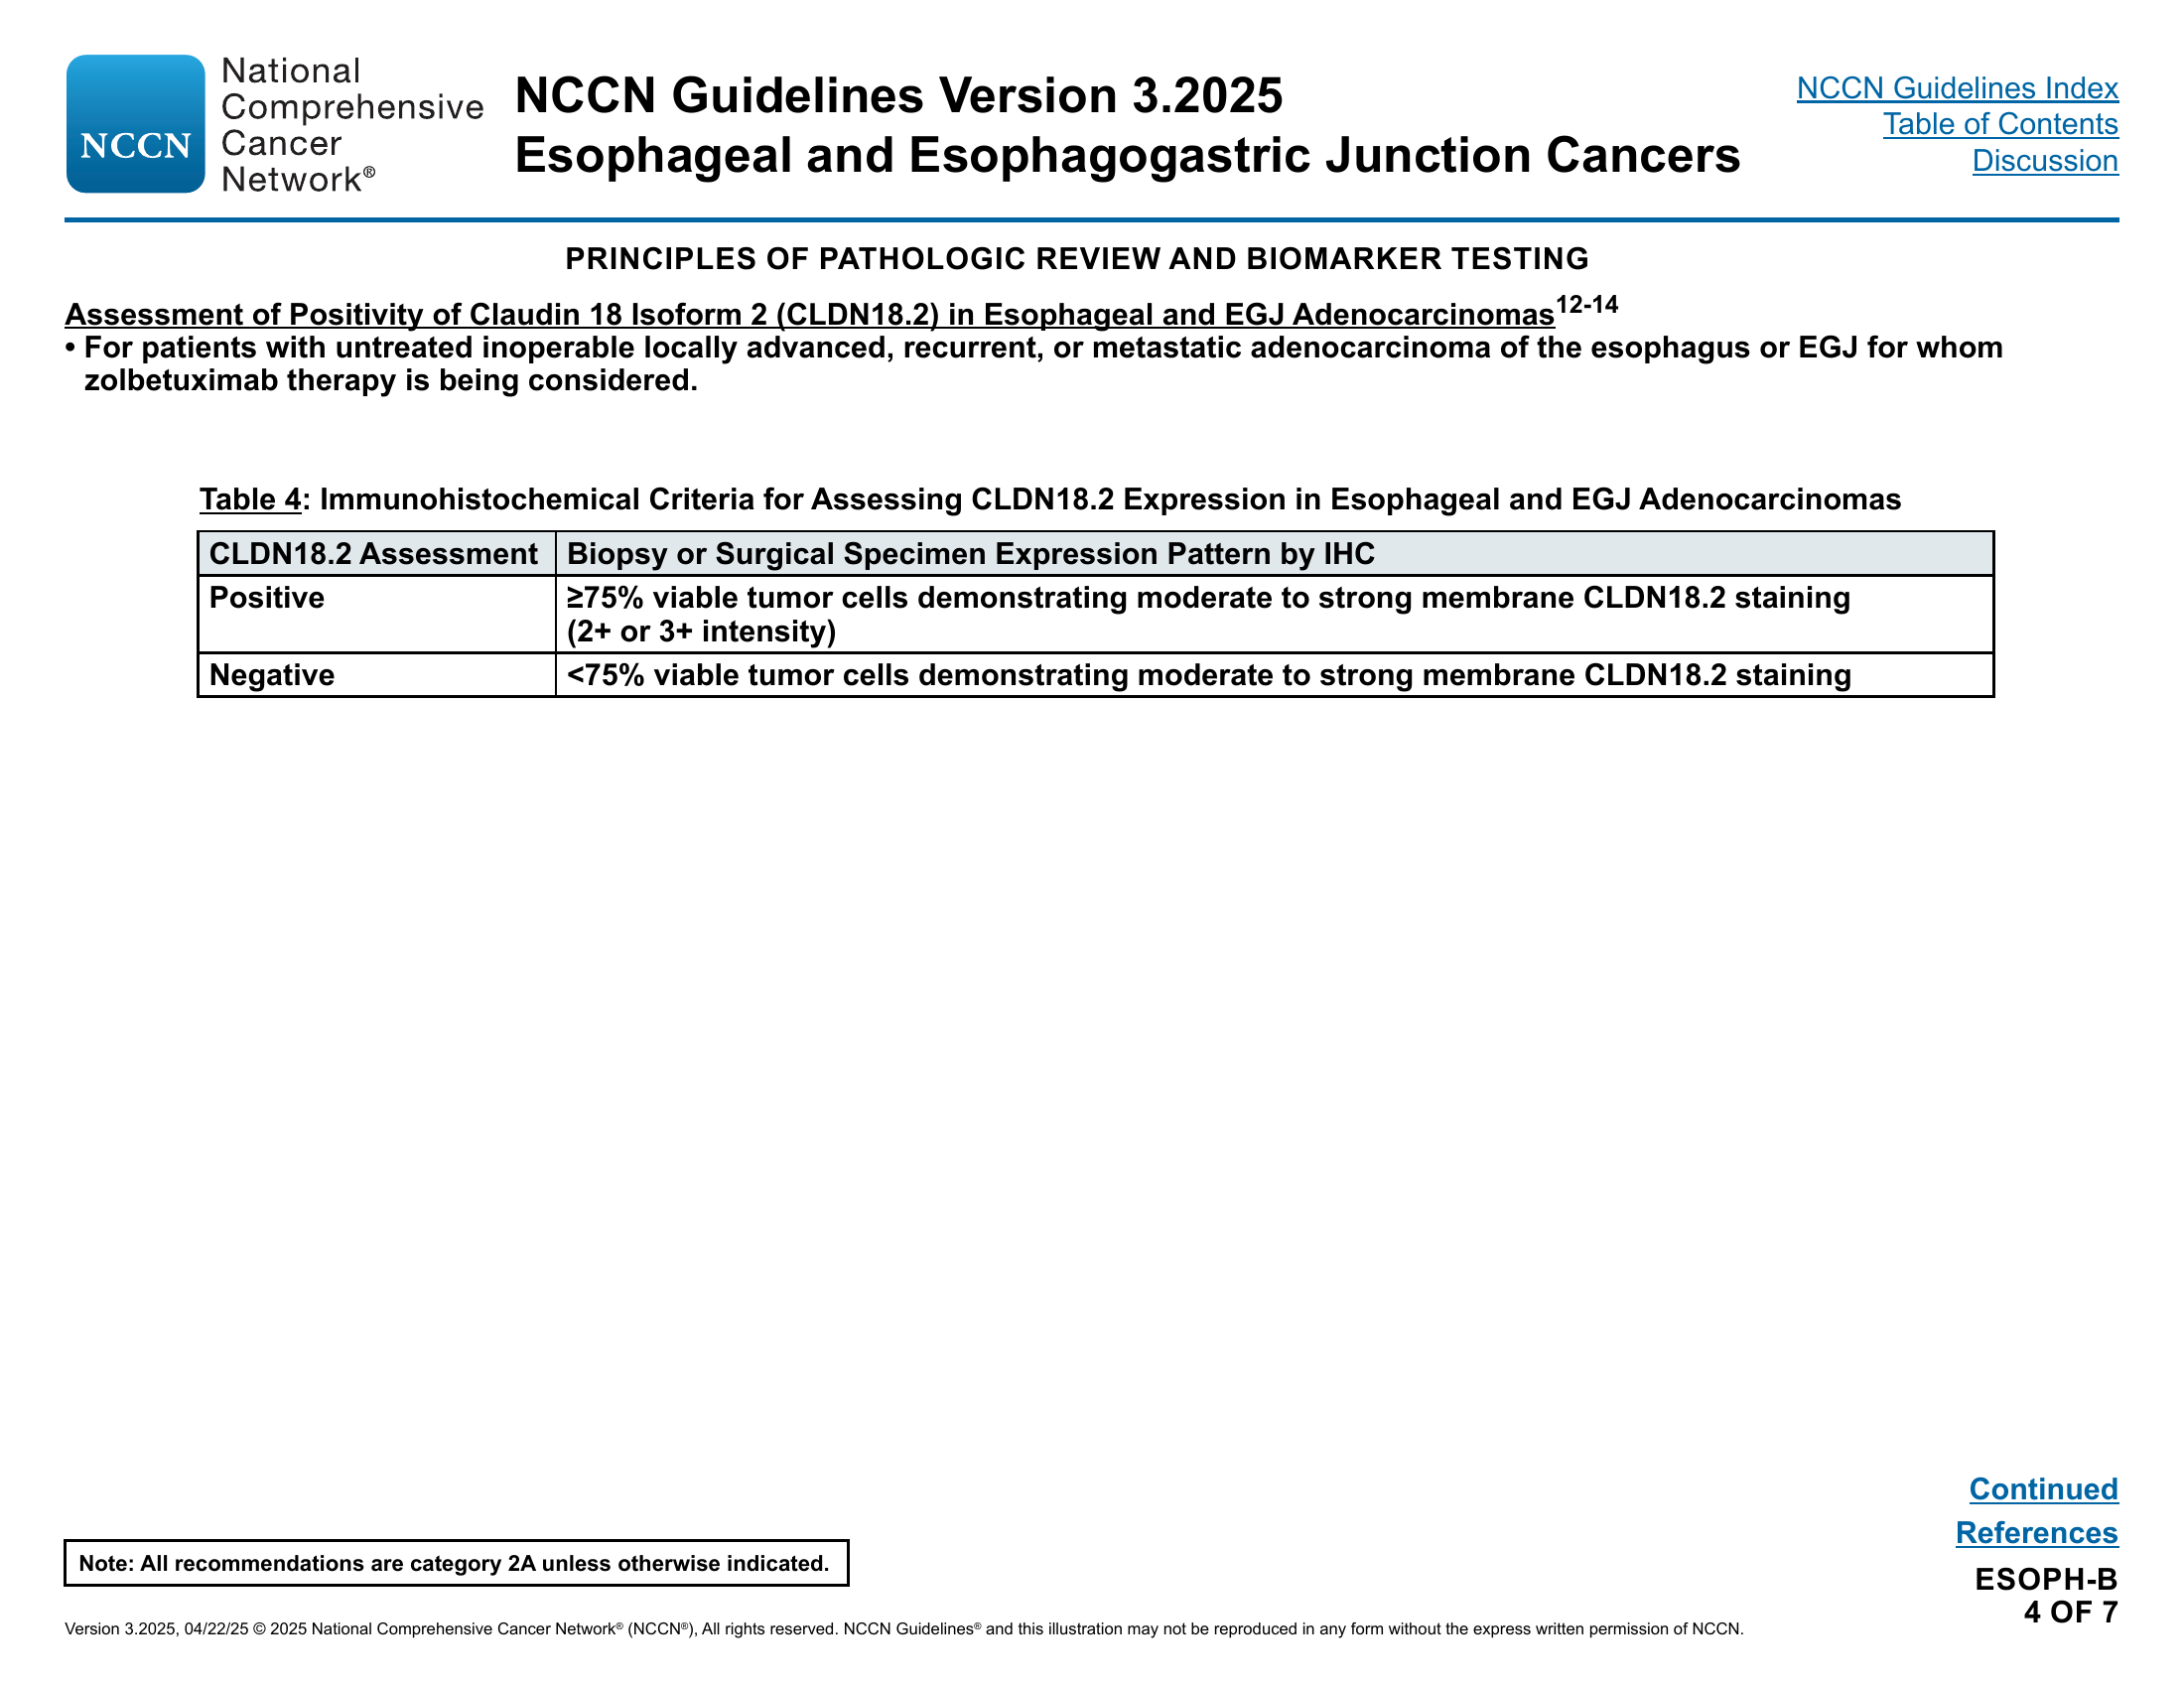 NCCN
National
Comprehensive
Cancer
Network®
NCCN Guidelines Version 3.2025
Esophageal and Esophagogastric Junction Cancers
NCCN Guidelines Index
Table of Contents
Discussion
PRINCIPLES OF PATHOLOGIC REVIEW AND BIOMARKER TESTING
Assessment of Positivity of Claudin 18 Isoform 2 (CLDN18.2) in Esophageal and EGJ Adenocarcinomas12-14
• For patients with untreated inoperable locally advanced, recurrent, or metastatic adenocarcinoma of the esophagus or EGJ for whom
zolbetuximab therapy is being considered.
Table 4: Immunohistochemical Criteria for Assessing CLDN18.2 Expression in Esophageal and EGJ Adenocarcinomas
CLDN18.2 Assessment Biopsy or Surgical Specimen Expression Pattern by IHC
Positive ≥75% viable tumor cells demonstrating moderate to strong membrane CLDN18.2 staining
(2+ or 3+ intensity)
Negative <75% viable tumor cells demonstrating moderate to strong membrane CLDN18.2 staining
Continued
References
Note: All recommendations are category 2A unless otherwise indicated.
ESOPH-B
4 OF 7
Version 3.2025, 04/22/25 © 2025 National Comprehensive Cancer Network® (NCCN®), All rights reserved. NCCN Guidelines® and this illustration may not be reproduced in any form without the express written permission of NCCN.